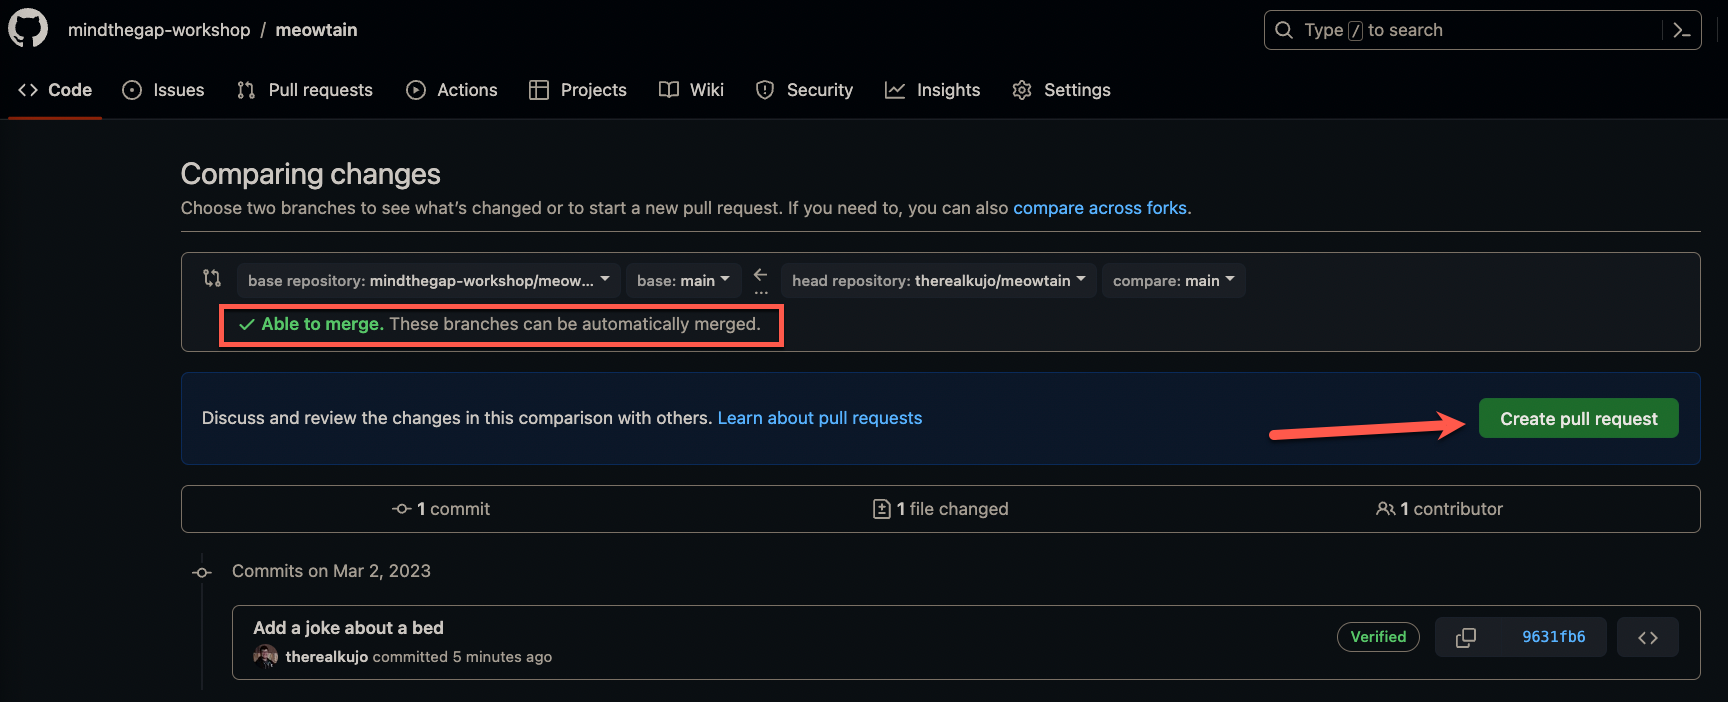 mindthegap-workshop / meowtain
Type / to search
Code Issues Pull requests Actions Projects Wiki Security Insights Settings
Comparing changes
Choose two branches to see what's changed or to start a new pull request. If you need to, you can also compare across forks.
base repository: mindthegap-workshop/meow... base: main ... head repository: therealkujo/meowtain compare: main
Able to merge. These branches can be automatically merged.
Discuss and review the changes in this comparison with others. Learn about pull requests
Create pull request
1 commit 1 file changed 1 contributor
Commits on Mar 2, 2023
Add a joke about a bed
therealkujo committed 5 minutes ago
Verified 9631fb6